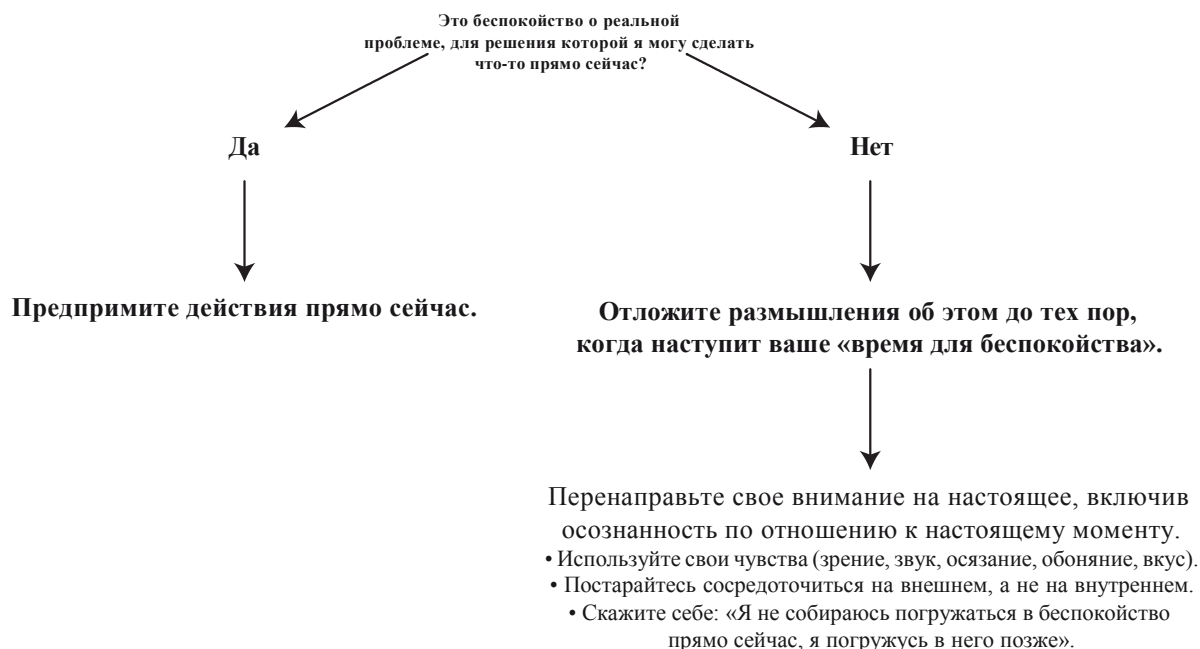 Это беспокойство о реальной
проблеме, для решения которой я могу сделать
что-то прямо сейчас?
Да
Нет
Предпримите действия прямо сейчас.
Отложите размышления об этом до тех пор,
когда наступит ваше «время для беспокойства».
Перенаправьте свое внимание на настоящее, включив
осознанность по отношению к настоящему моменту.
• Используйте свои чувства (зрение, звук, осязание, обоняние, вкус).
• Постарайтесь сосредоточиться на внешнем, а не на внутреннем.
• Скажите себе: «Я не собираюсь погружаться в беспокойство
прямо сейчас, я погружусь в него позже».